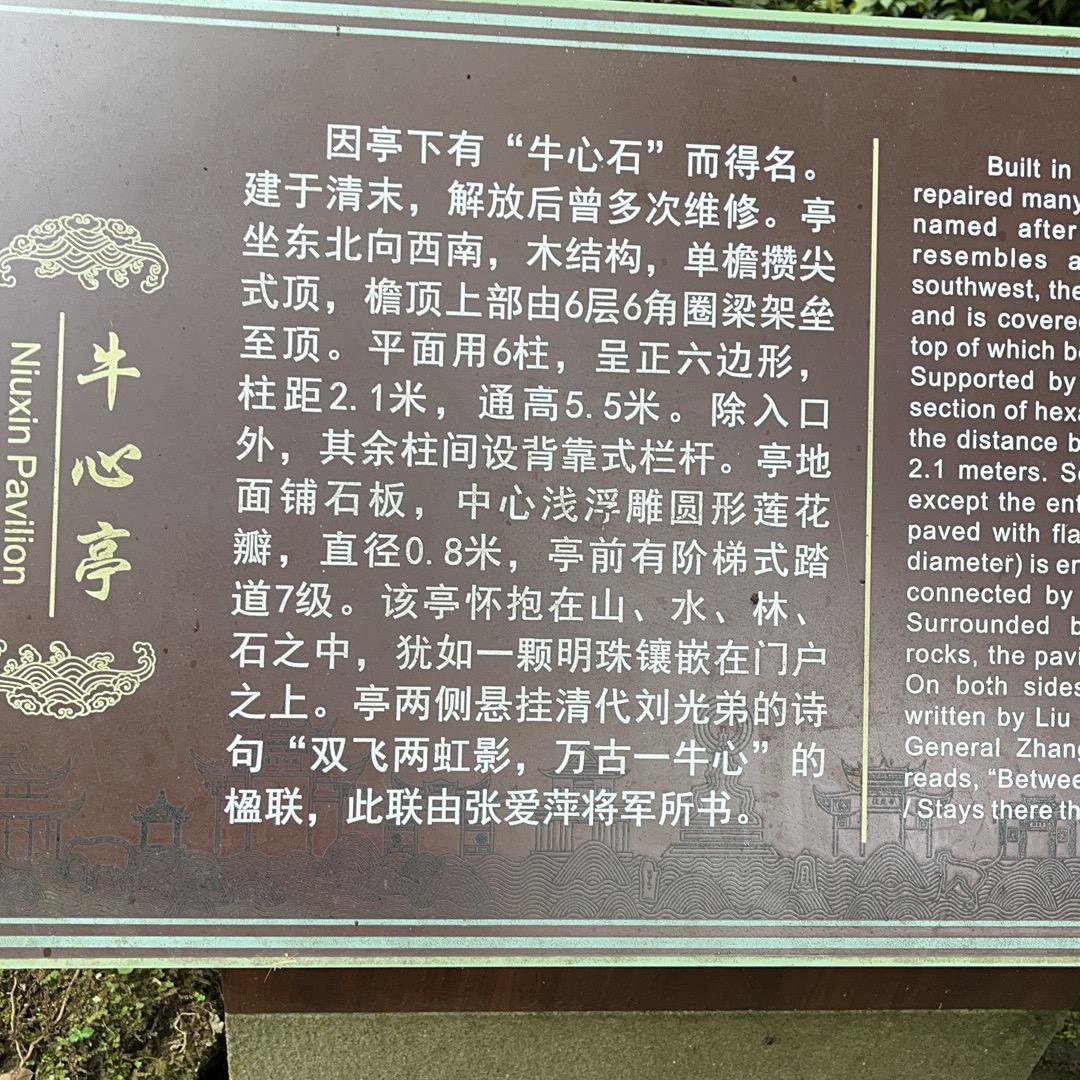 牛心亭
Niuxin Pavilion
因亭下有“牛心石”而得名。
建于清末，解放后曾多次维修。亭
坐东北向西南，木结构，单檐攒尖
式顶，檐顶上部由6层6角圈梁架垒
至顶。平面用6柱，呈正六边形，
柱距2.1米，通高5.5米。除入口
外，其余柱间设背靠式栏杆。亭地
面铺石板，中心浅浮雕圆形莲花
瓣，直径0.8米，亭前有阶梯式踏
道7级。该亭怀抱在山、水、林、
石之中，犹如一颗明珠镶嵌在门户
之上。亭两侧悬挂清代刘光弟的诗
句“双飞两虹影，万古一牛心”的
楹联，此联由张爱萍将军所书。
Built in
repaired many
named after
resembles a
southwest, the
and is covere
top of which b
Supported by
section of hexa
the distance b
2.1 meters. S
except the ent
paved with fla
diameter) is en
connected by
Surrounded b
rocks, the pavi
On both sides
written by Liu
General Zhang
reads, “Betwee
/ Stays there th